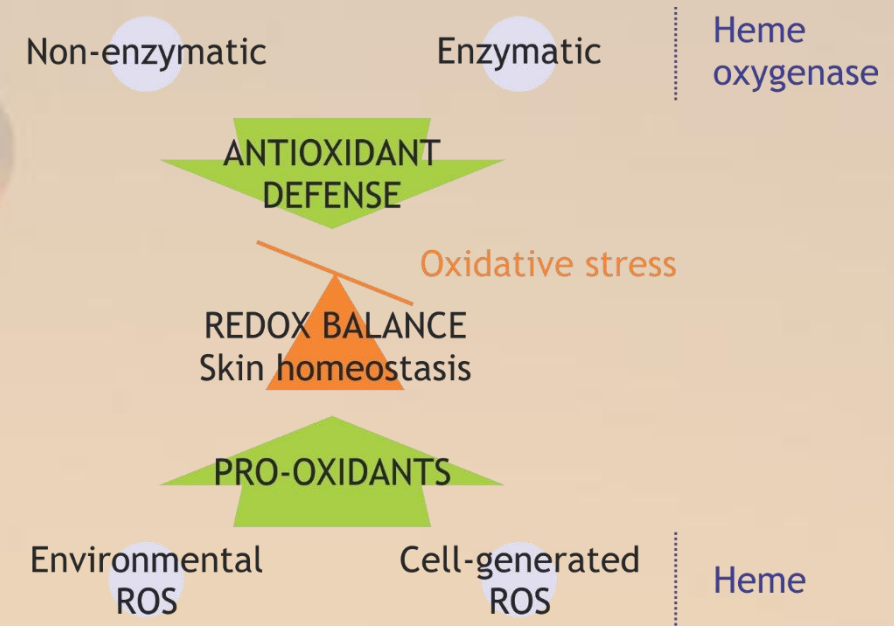 Non-enzymatic
Enzymatic
Heme
oxygenase
ANTIOXIDANT
DEFENSE
Oxidative stress
REDOX BALANCE
Skin homeostasis
PRO-OXIDANTS
Environmental
ROS
Cell-generated
ROS
Heme